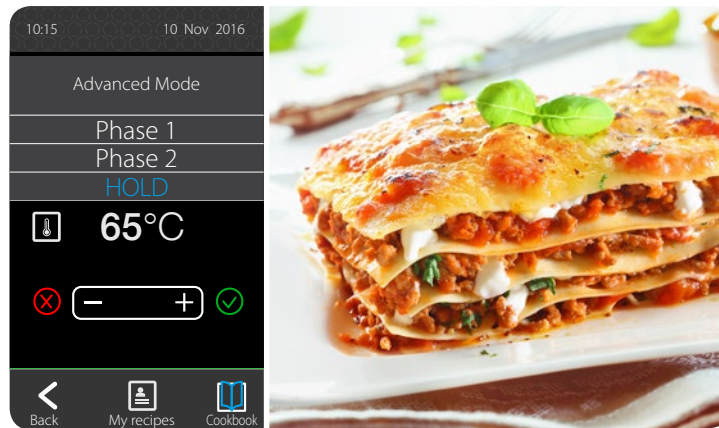 10:15 10 Nov 2016
Advanced Mode
Phase 1
Phase 2
HOLD
65°C
Back My recipes Cookbook